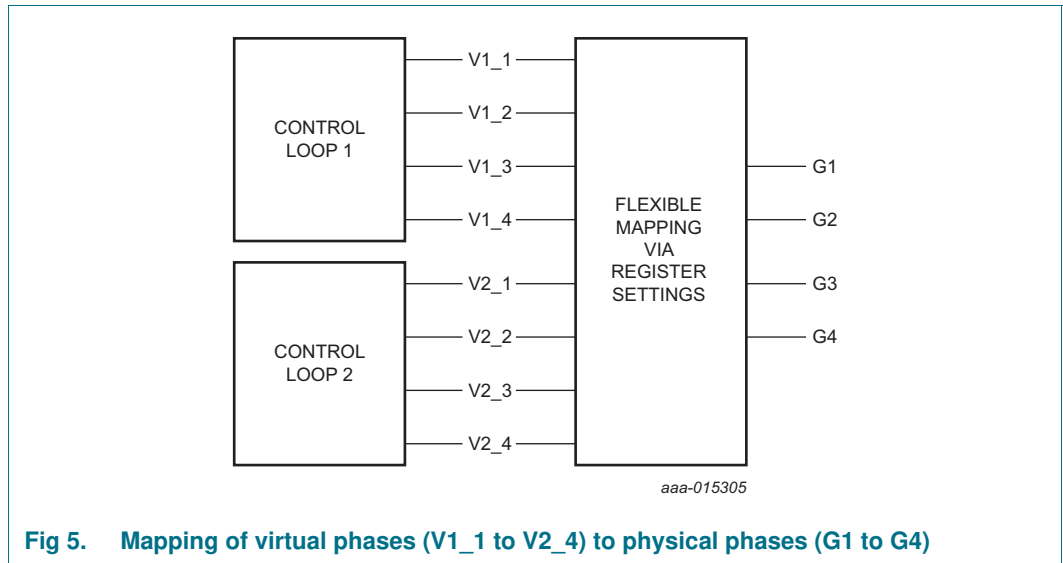 CONTROL
LOOP 1
V1_1
V1_2
V1_3
V1_4
CONTROL
LOOP 2
V2_1
V2_2
V2_3
V2_4
FLEXIBLE
MAPPING
VIA
REGISTER
SETTINGS
G1
G2
G3
G4
aaa-015305
Fig 5. Mapping of virtual phases (V1_1 to V2_4) to physical phases (G1 to G4)